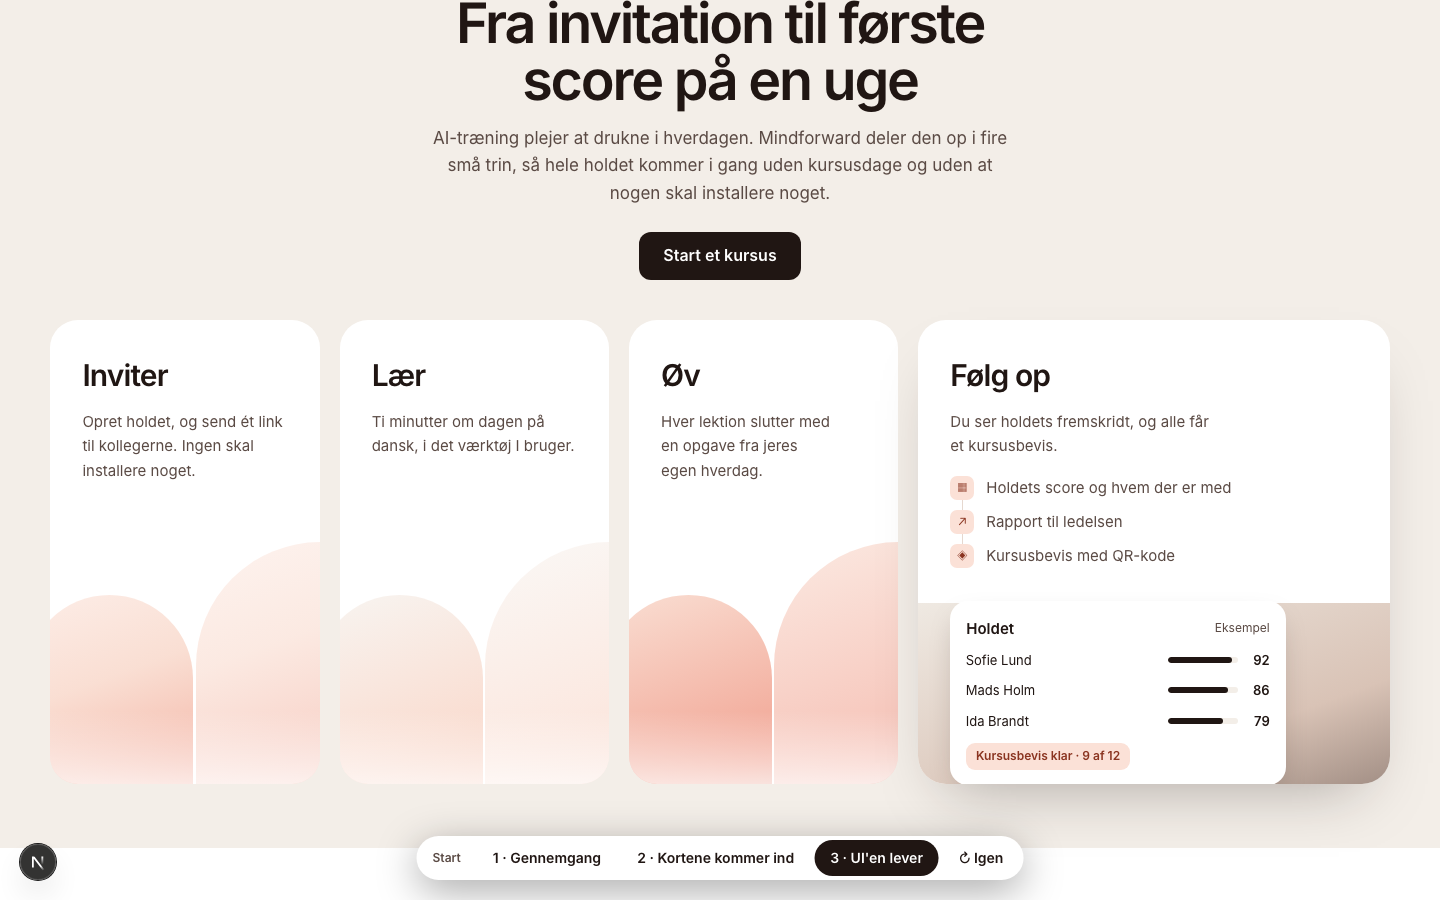 Fra invitation til første
score på en uge
AI-træning plejer at drukne i hverdagen. Mindforward deler den op i fire
små trin, så hele holdet kommer i gang uden kursusdage og uden at
nogen skal installere noget.
Start et kursus
Inviter
Opret holdet, og send ét link
til kollegerne. Ingen skal
installere noget.
Lær
Ti minutter om dagen på
dansk, i det værktøj I bruger.
Øv
Hver lektion slutter med
en opgave fra jeres
egen hverdag.
Følg op
Du ser holdets fremskridt, og alle får
et kursusbevis.
Holdets score og hvem der er med
Rapport til ledelsen
Kursusbevis med QR-kode
Holdet Eksempel
Sofie Lund 92
Mads Holm 86
Ida Brandt 79
Kursusbevis klar · 9 af 12
N
Start 1 · Gennemgang 2 · Kortene kommer ind 3 · UI'en lever ↻ Igen